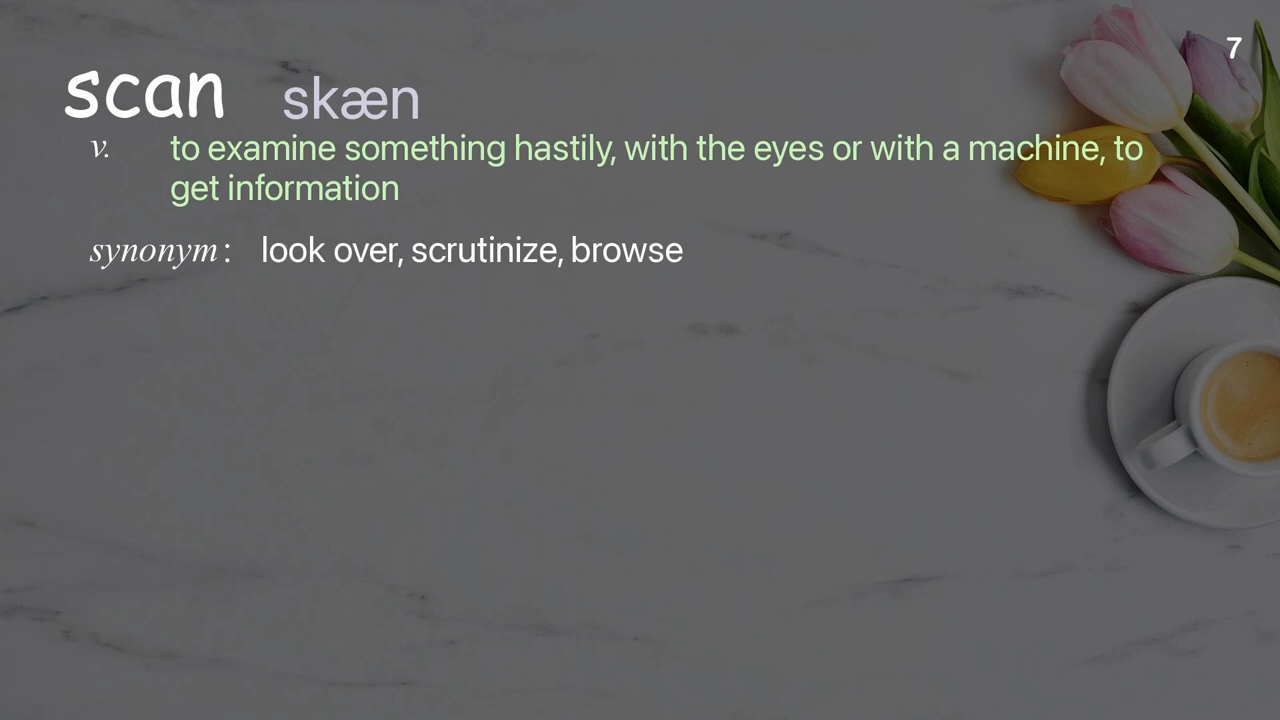 7
scan skæn
v. to examine something hastily, with the eyes or with a machine, to
get information
synonym : look over, scrutinize, browse